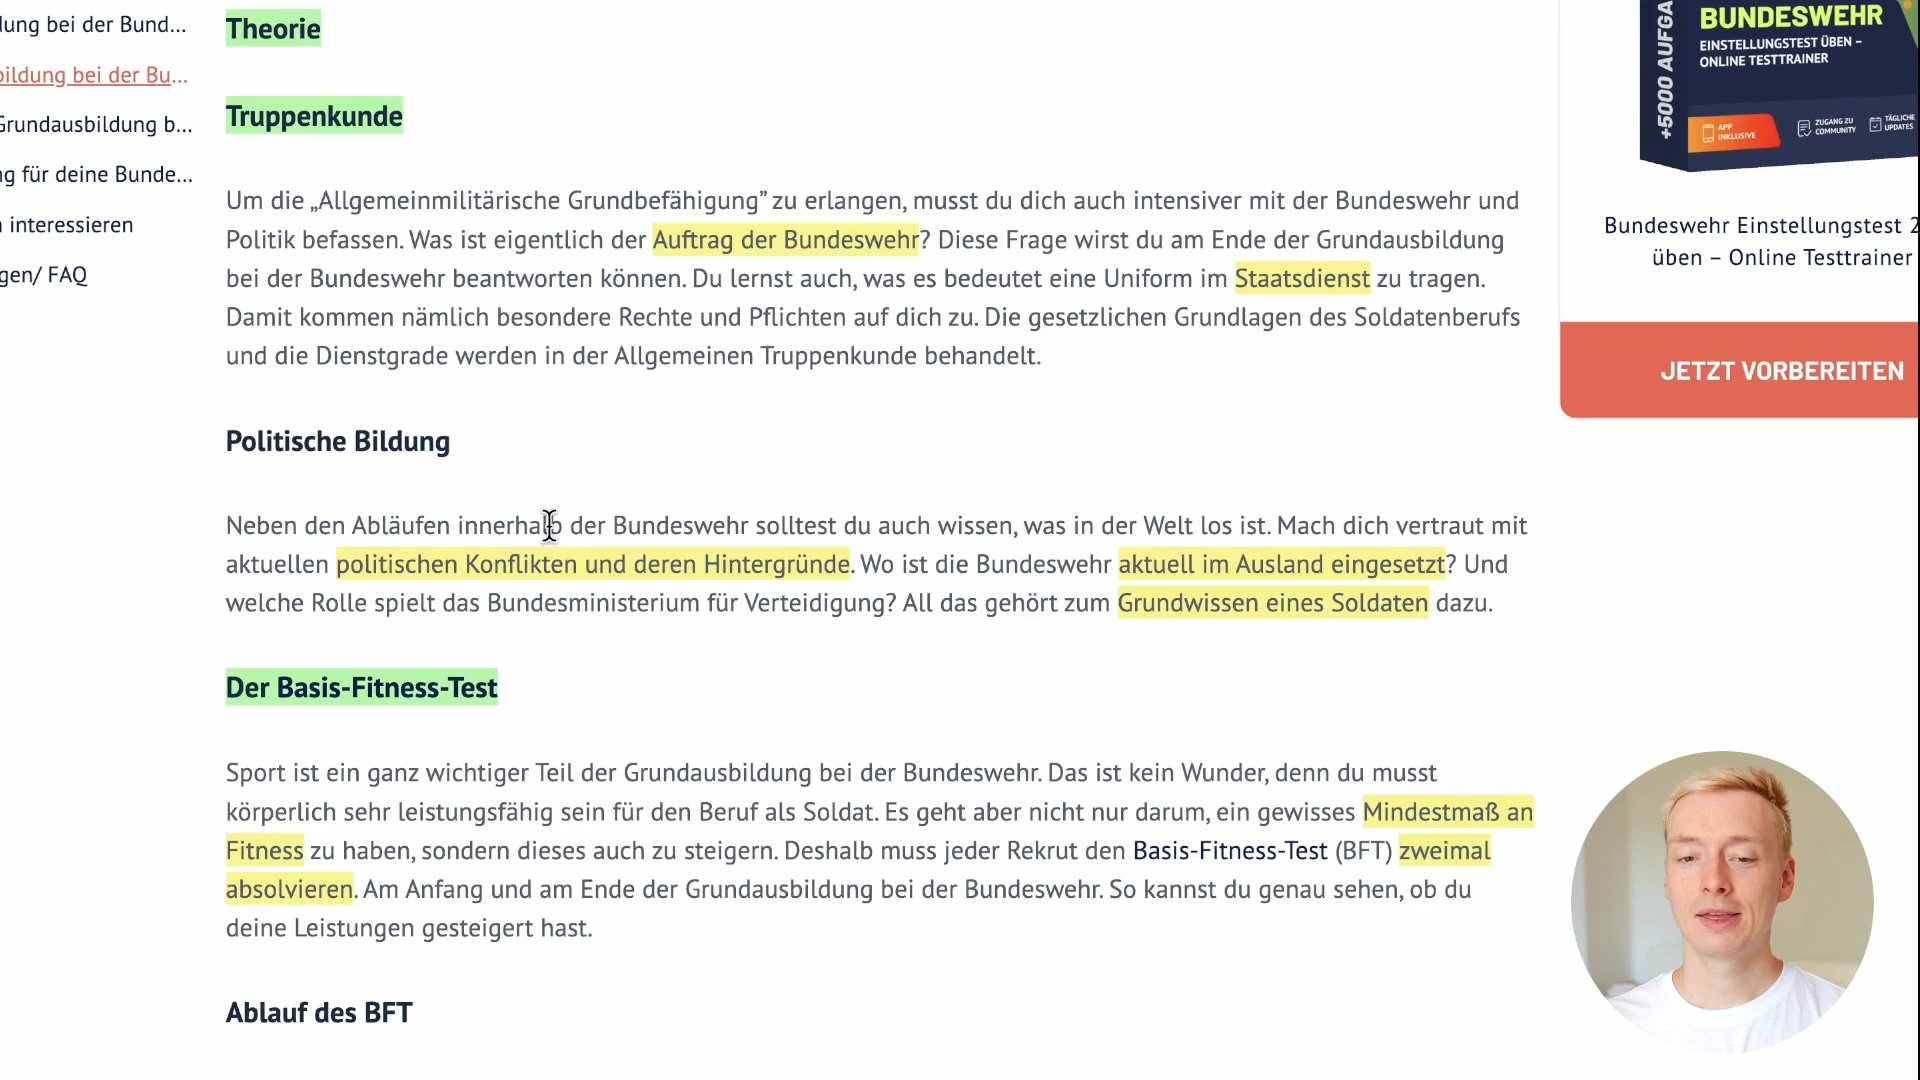 lung bei der Bund...
bildung bei der Bu...
Grundausbildung b...
ng für deine Bunde...
n interessieren
gen/ FAQ
Theorie
Truppenkunde
Um die „Allgemeinmilitärische Grundbefähigung” zu erlangen, musst du dich auch intensiver mit der Bundeswehr und
Politik befassen. Was ist eigentlich der Auftrag der Bundeswehr? Diese Frage wirst du am Ende der Grundausbildung
bei der Bundeswehr beantworten können. Du lernst auch, was es bedeutet eine Uniform im Staatsdienst zu tragen.
Damit kommen nämlich besondere Rechte und Pflichten auf dich zu. Die gesetzlichen Grundlagen des Soldatenberufs
und die Dienstgrade werden in der Allgemeinen Truppenkunde behandelt.
Politische Bildung
Neben den Abläufen innerhalb der Bundeswehr solltest du auch wissen, was in der Welt los ist. Mach dich vertraut mit
aktuellen politischen Konflikten und deren Hintergründe. Wo ist die Bundeswehr aktuell im Ausland eingesetzt? Und
welche Rolle spielt das Bundesministerium für Verteidigung? All das gehört zum Grundwissen eines Soldaten dazu.
Der Basis-Fitness-Test
Sport ist ein ganz wichtiger Teil der Grundausbildung bei der Bundeswehr. Das ist kein Wunder, denn du musst
körperlich sehr leistungsfähig sein für den Beruf als Soldat. Es geht aber nicht nur darum, ein gewisses Mindestmaß an
Fitness zu haben, sondern dieses auch zu steigern. Deshalb muss jeder Rekrut den Basis-Fitness-Test (BFT) zweimal
absolvieren. Am Anfang und am Ende der Grundausbildung bei der Bundeswehr. So kannst du genau sehen, ob du
deine Leistungen gesteigert hast.
Ablauf des BFT
+5000 AUFGA
BUNDESWEHR
EINSTELLUNGSTEST ÜBEN –
ONLINE TESTTRAINER
APP
INKLUSIVE
ZUGANG ZU
COMMUNITY
TÄGLICHE
UPDATES
Bundeswehr Einstellungstest 2
üben – Online Testtrainer
JETZT VORBEREITEN